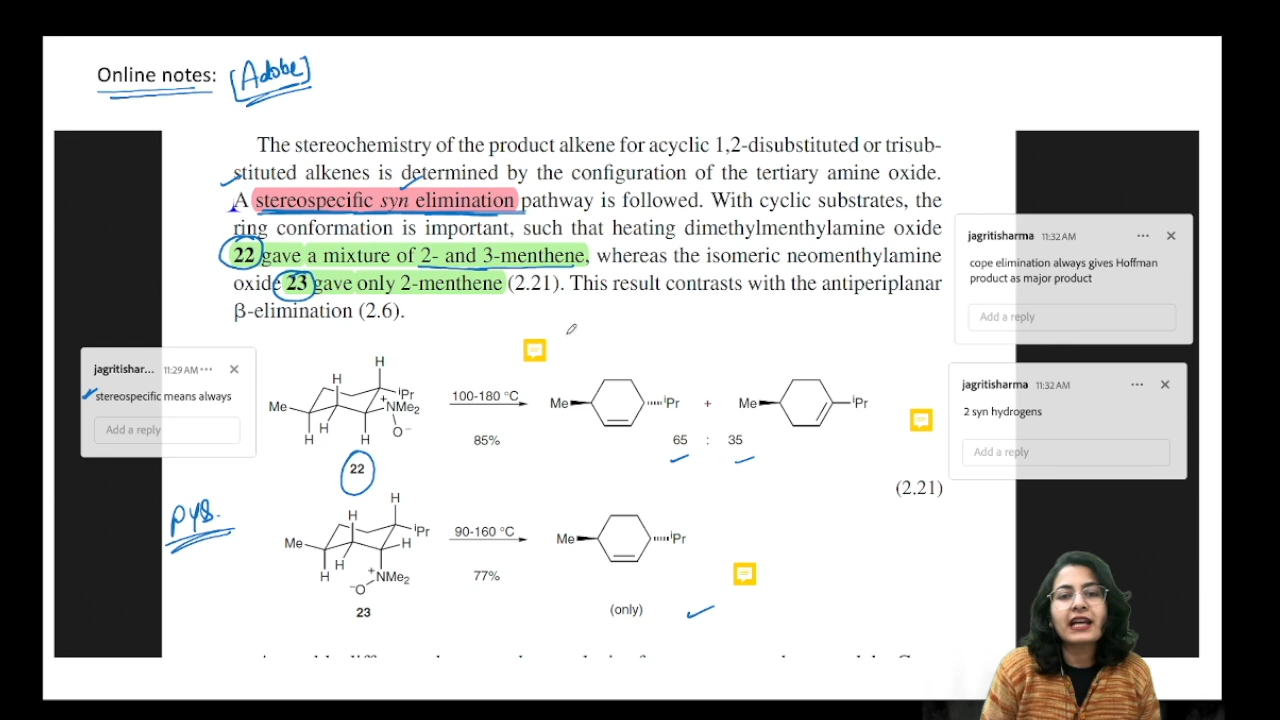 Online notes: [Adobe]
The stereochemistry of the product alkene for acyclic 1,2-disubstituted or trisub-
stituted alkenes is determined by the configuration of the tertiary amine oxide.
A stereospecific syn elimination pathway is followed. With cyclic substrates, the
ring conformation is important, such that heating dimethylmenthylamine oxide
22 gave a mixture of 2- and 3-menthene, whereas the isomeric neomenthylamine
oxide 23 gave only 2-menthene (2.21). This result contrasts with the antiperiplanar
β-elimination (2.6).
jagritisharma 11:32 AM
cope elimination always gives Hoffman
product as major product
Add a reply
jagritishar... 11:29 AM
stereospecific means always
Add a reply
jagritisharma 11:32 AM
2 syn hydrogens
Add a reply
H
H
iPr
+
NMe2
O−
Me
H
H
H
22
100-180 °C
85%
Me iPr + Me iPr
65 : 35
(2.21)
pys.
H
H
iPr
H
Me
H
H
+
NMe2
−O
23
90-160 °C
77%
Me iPr
(only)